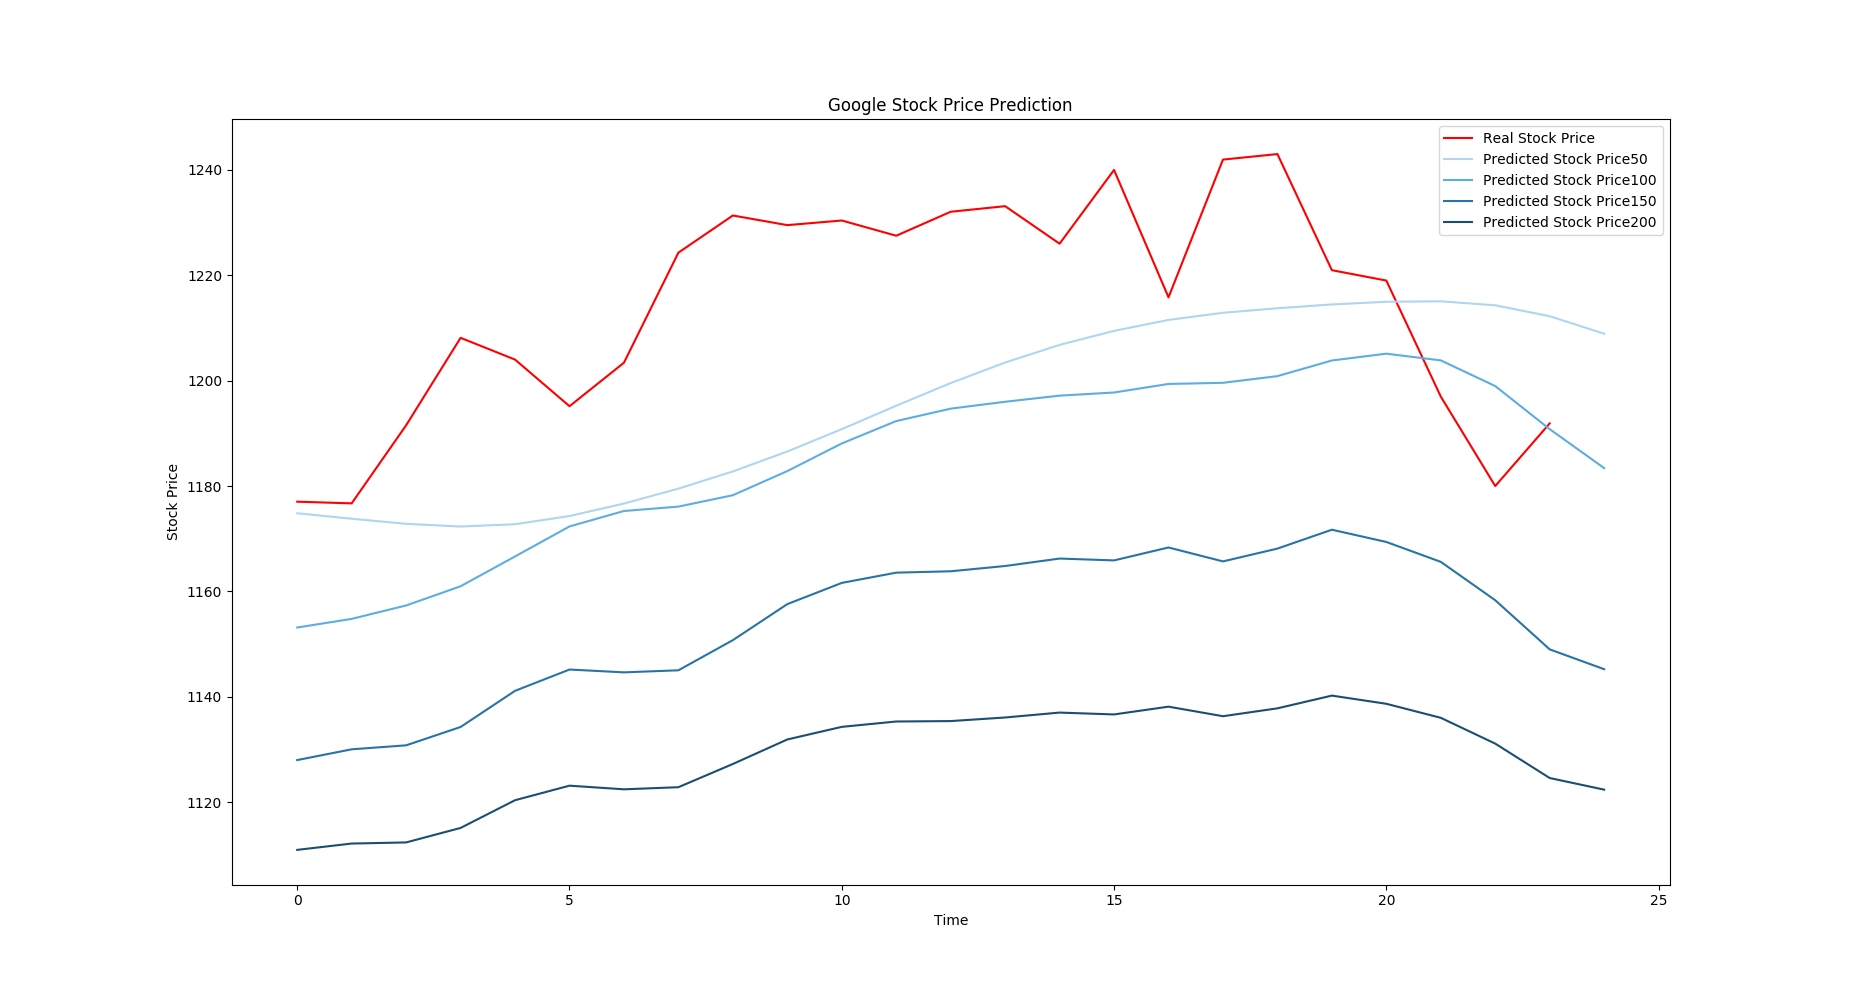 Google Stock Price Prediction
Real Stock Price
Predicted Stock Price50
Predicted Stock Price100
Predicted Stock Price150
Predicted Stock Price200
1240
1220
1200
1180
1160
1140
1120
Stock Price
0 5 10 15 20 25
Time